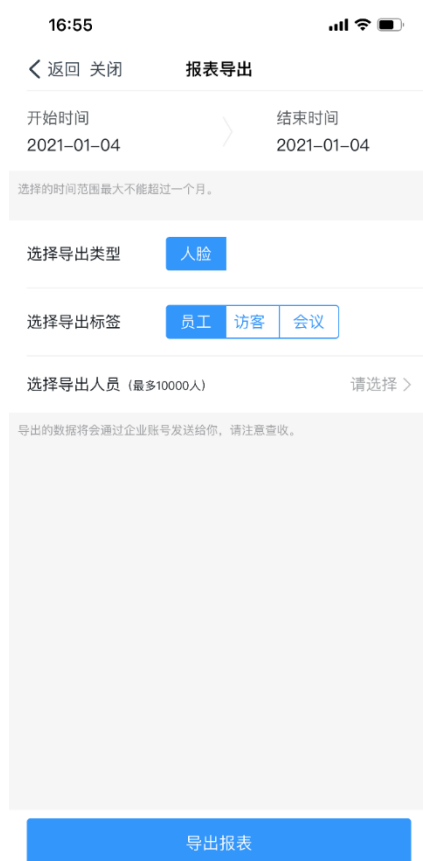 16:55
返回 关闭 报表导出
开始时间 结束时间
2021-01-04 2021-01-04
选择的时间范围最大不能超过一个月。
选择导出类型 人脸
选择导出标签 员工 访客 会议
选择导出人员（最多10000人） 请选择
导出的数据将会通过企业账号发送给你，请注意查收。
导出报表